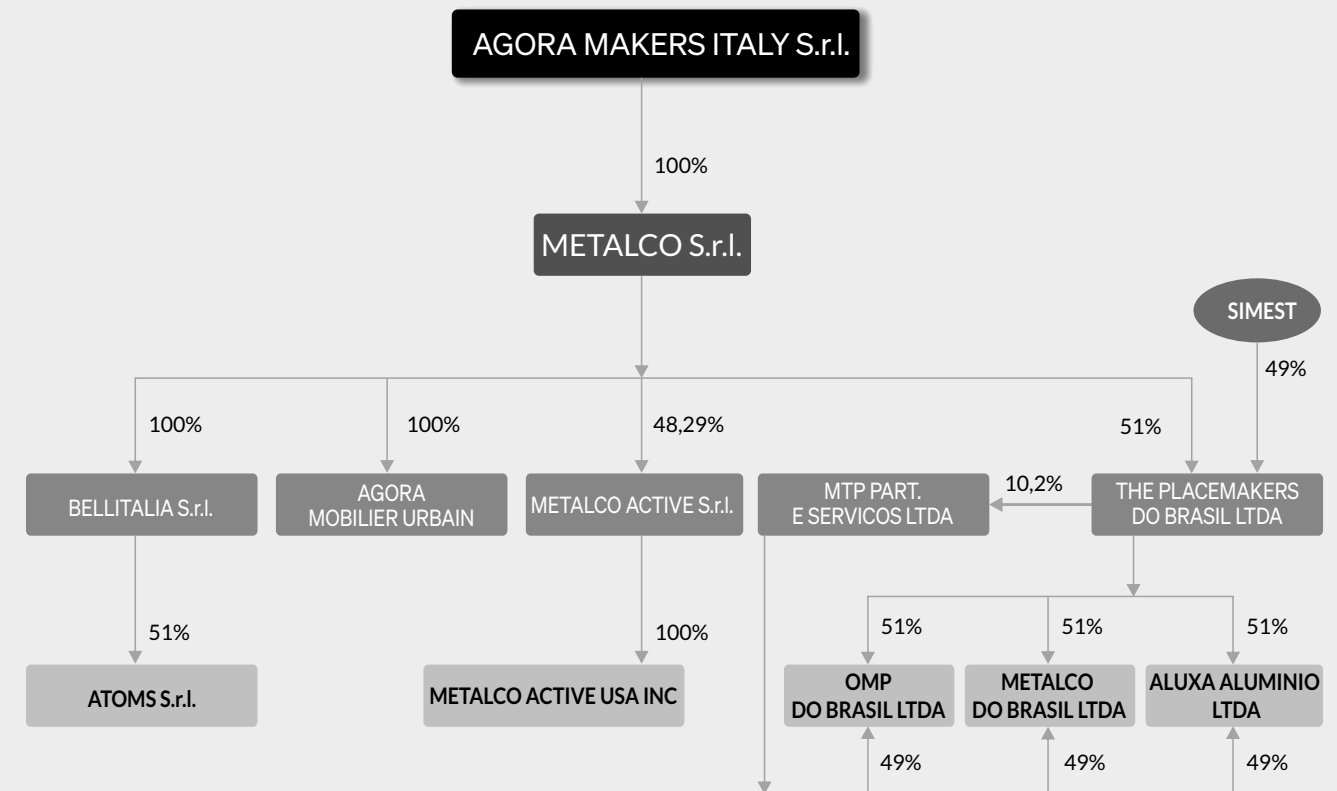 AGORA MAKERS ITALY S.r.l.
100%
METALCO S.r.l.
SIMEST
49%
100%
100%
48,29%
51%
BELLITALIA S.r.l.
AGORA
MOBILIER URBAIN
METALCO ACTIVE S.r.l.
MTP PART.
E SERVICOS LTDA
10,2%
THE PLACEMAKERS
DO BRASIL LTDA
51%
100%
51%
51%
51%
ATOMS S.r.l.
METALCO ACTIVE USA INC
OMP
DO BRASIL LTDA
METALCO
DO BRASIL LTDA
ALUXA ALUMINIO
LTDA
49%
49%
49%